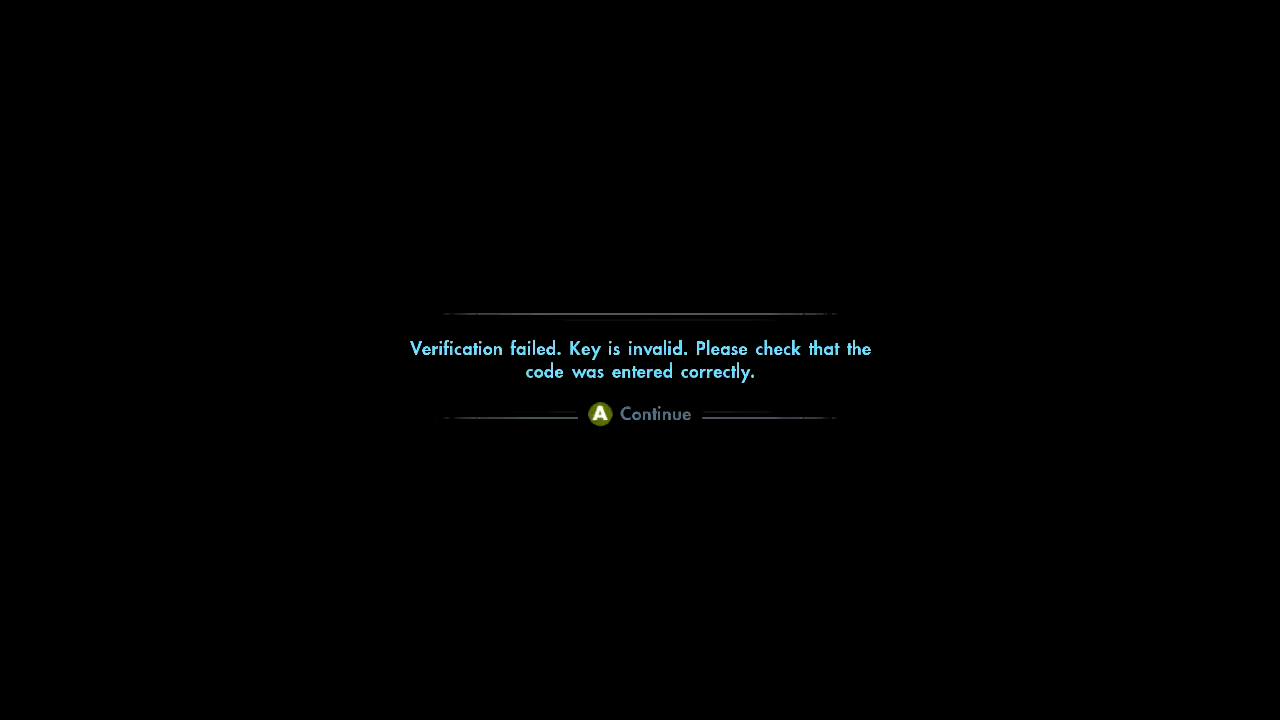 Verification failed. Key is invalid. Please check that the
code was entered correctly.
A Continue